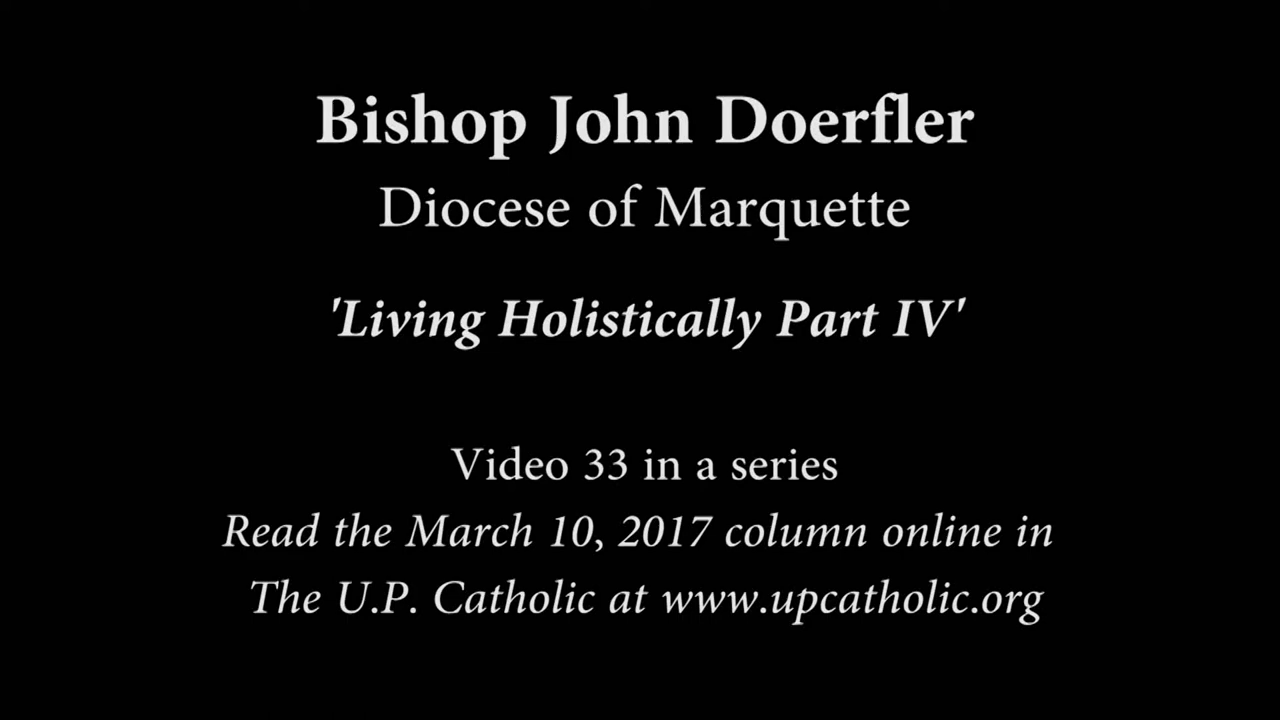 Bishop John Doerfler
Diocese of Marquette
'Living Holistically Part IV'
Video 33 in a series
Read the March 10, 2017 column online in
The U.P. Catholic at www.upcatholic.org